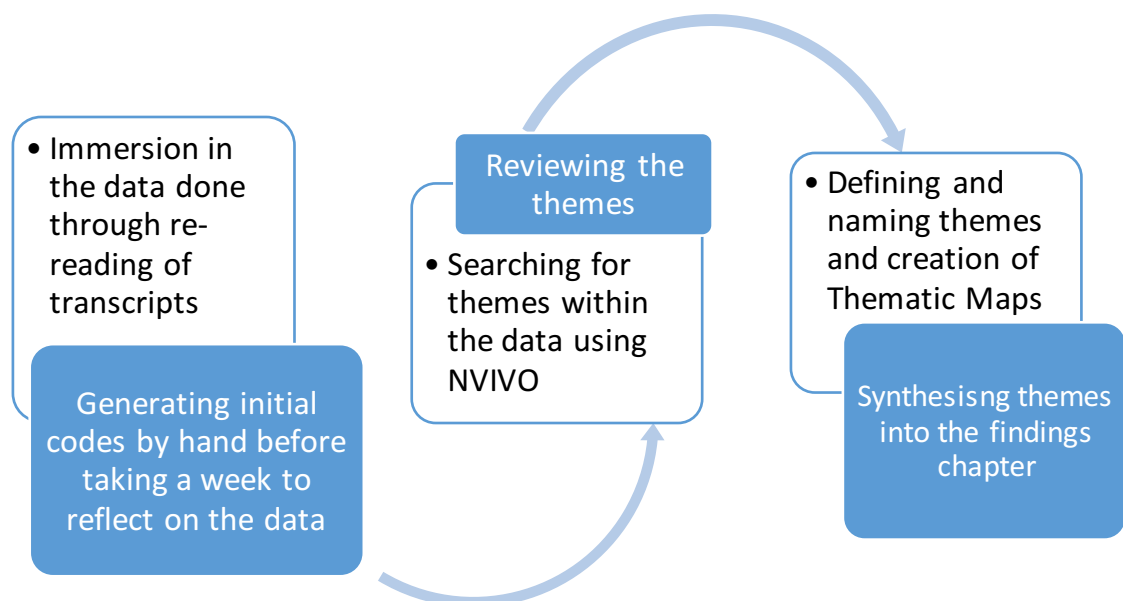 • Immersion in
the data done
through re-
reading of
transcripts
Generating initial
codes by hand before
taking a week to
reflect on the data
Reviewing the
themes
• Searching for
themes within
the data using
NVIVO
• Defining and
naming themes
and creation of
Thematic Maps
Synthesisng themes
into the findings
chapter